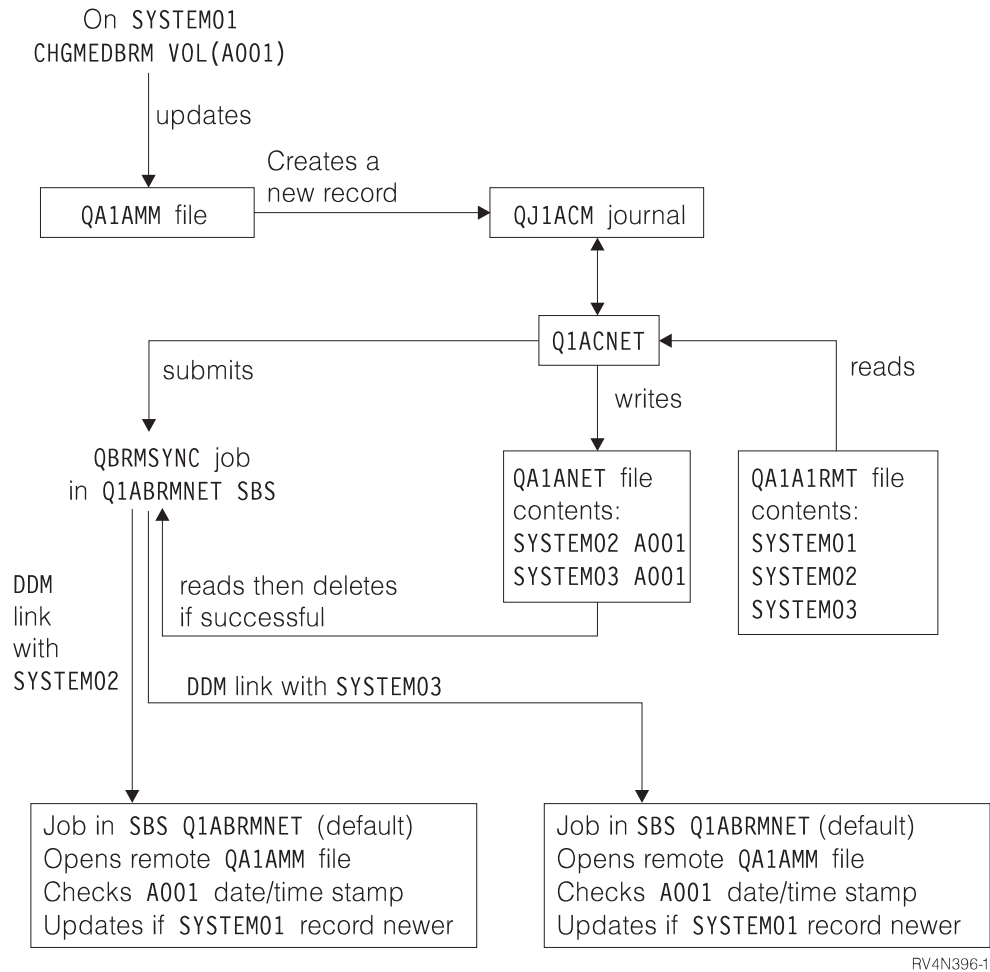 On SYSTEM01
CHGMEDBRM VOL(A001)
updates
Creates a
new record
QA1AMM file
QJ1ACM journal
Q1ACNET
submits
reads
writes
QBRMSYNC job
in Q1ABRMNET SBS
QA1ANET file
contents:
SYSTEM02 A001
SYSTEM03 A001
QA1A1RMT file
contents:
SYSTEM01
SYSTEM02
SYSTEM03
reads then deletes
if successful
DDM
link
with
SYSTEM02
DDM link with SYSTEM03
Job in SBS Q1ABRMNET (default)
Opens remote QA1AMM file
Checks A001 date/time stamp
Updates if SYSTEM01 record newer
Job in SBS Q1ABRMNET (default)
Opens remote QA1AMM file
Checks A001 date/time stamp
Updates if SYSTEM01 record newer
RV4N396-1